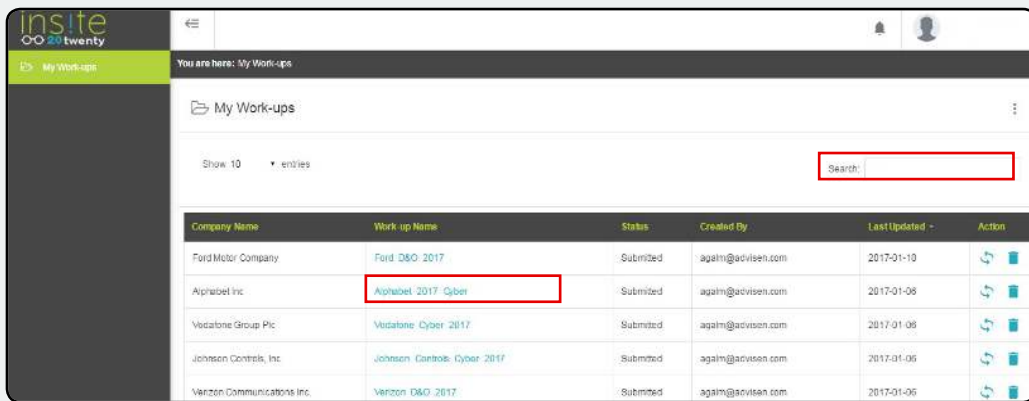 ins!te
20twenty
My Work-ups
You are here: My Work-ups
My Work-ups
Show 10 entries
Search:
Company Name Work-up Name Status Created By Last Updated Action
Ford Motor Company Ford D&O 2017 Submitted agalm@advisen.com 2017-01-10
Alphabet Inc Alphabet 2017 Cyber Submitted agalm@advisen.com 2017-01-06
Vodafone Group Plc Vodafone Cyber 2017 Submitted agalm@advisen.com 2017-01-06
Johnson Controls, Inc. Johnson Controls Cyber 2017 Submitted agalm@advisen.com 2017-01-06
Verizon Communications Inc. Verizon D&O 2017 Submitted agalm@advisen.com 2017-01-06